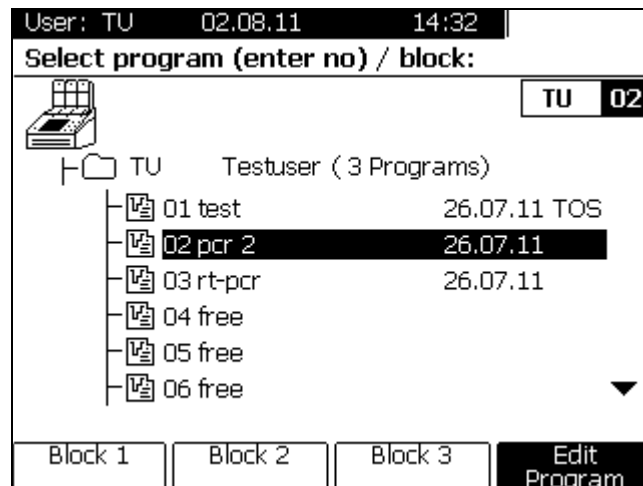 User: TU 02.08.11 14:32
Select program (enter no) / block:
TU 02
TU Testuser ( 3 Programs)
01 test 26.07.11 TOS
02 pcr 2 26.07.11
03 rt-pcr 26.07.11
04 free
05 free
06 free
Block 1 Block 2 Block 3 Edit
Program